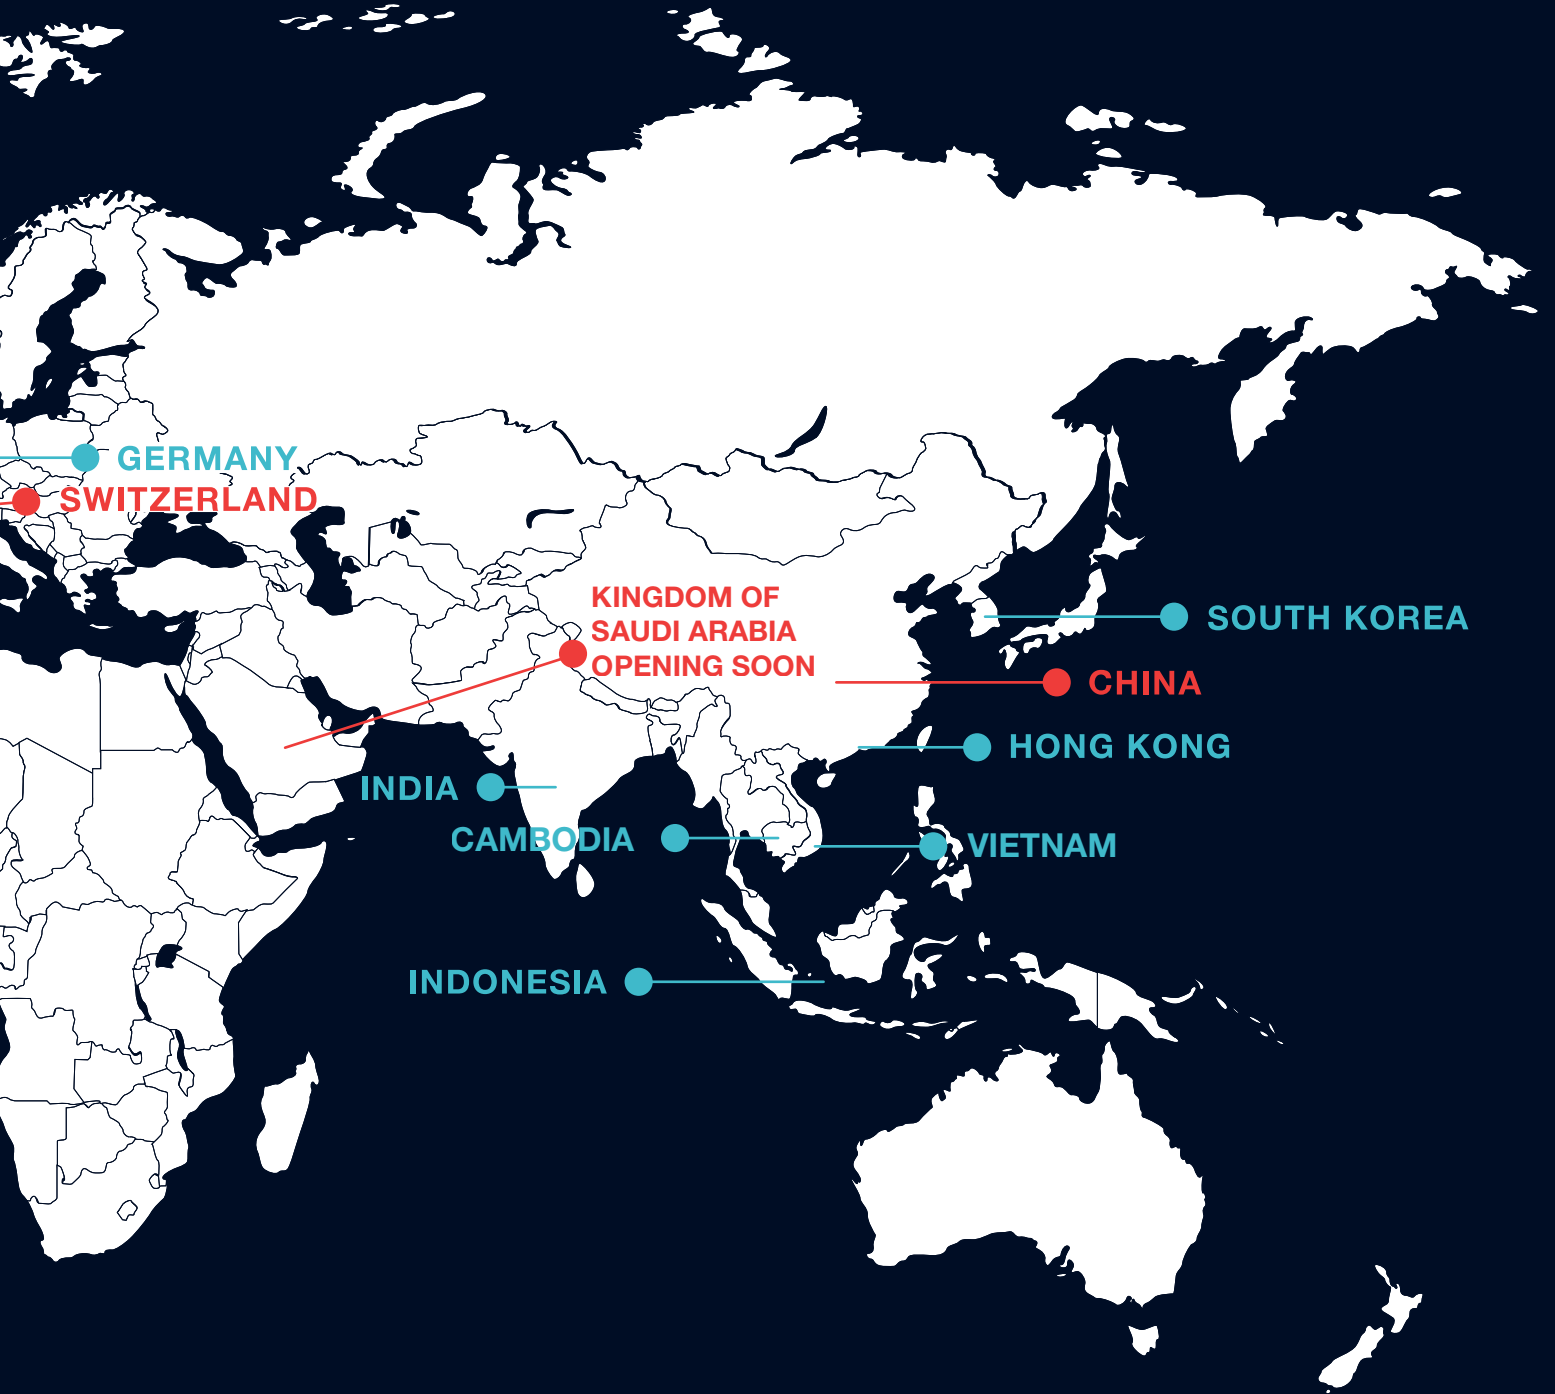 GERMANY
SWITZERLAND
KINGDOM OF
SAUDI ARABIA
OPENING SOON
SOUTH KOREA
CHINA
HONG KONG
INDIA
CAMBODIA
VIETNAM
INDONESIA